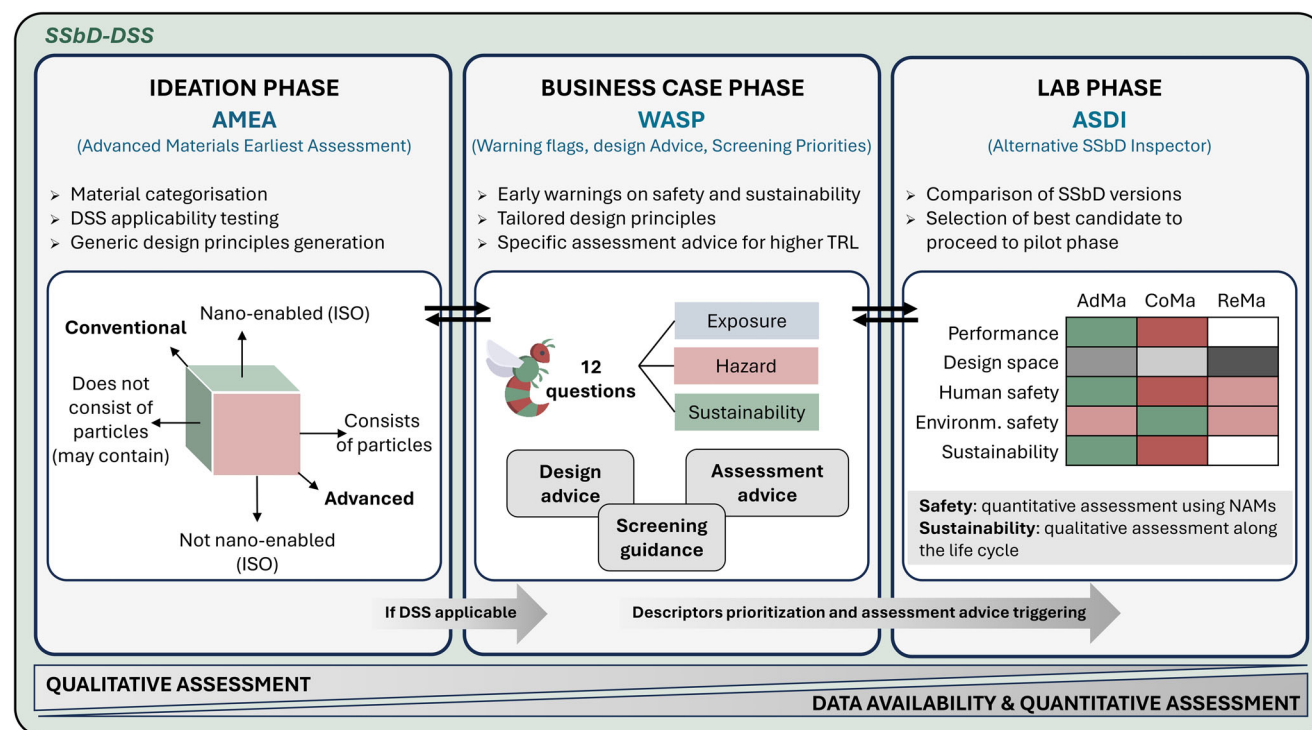 SSbD-DSS
IDEATION PHASE
AMEA
(Advanced Materials Earliest Assessment)
➢ Material categorisation
➢ DSS applicability testing
➢ Generic design principles generation
Conventional
Nano-enabled (ISO)
Does not
consist of
particles
(may contain)
Consists
of particles
Advanced
Not nano-enabled
(ISO)
If DSS applicable
BUSINESS CASE PHASE
WASP
(Warning flags, design Advice, Screening Priorities)
➢ Early warnings on safety and sustainability
➢ Tailored design principles
➢ Specific assessment advice for higher TRL
12
questions
Exposure
Hazard
Sustainability
Design
advice
Assessment
advice
Screening
guidance
Descriptors prioritization and assessment advice triggering
LAB PHASE
ASDI
(Alternative SSbD Inspector)
➢ Comparison of SSbD versions
➢ Selection of best candidate to
proceed to pilot phase
AdMa CoMa ReMa
Performance
Design space
Human safety
Environm. safety
Sustainability
Safety: quantitative assessment using NAMs
Sustainability: qualitative assessment along
the life cycle
QUALITATIVE ASSESSMENT
DATA AVAILABILITY & QUANTITATIVE ASSESSMENT